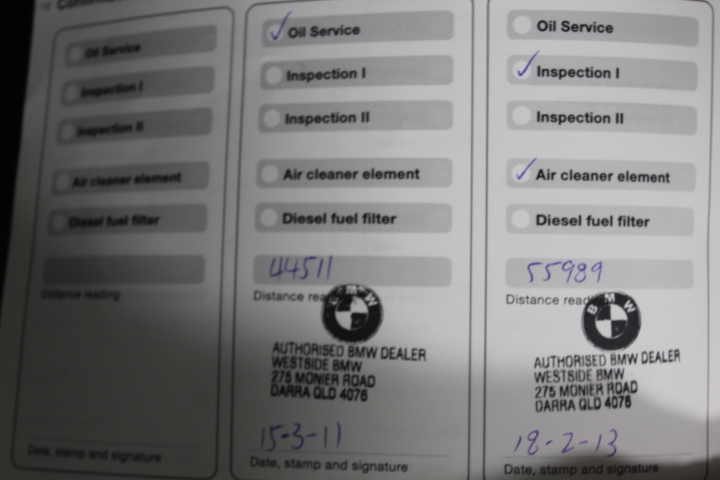 Oil Service
Inspection I
Inspection II
Air cleaner element
Diesel fuel filter
Distance reading
Date, stamp and signature
Oil Service
Inspection I
Inspection II
Air cleaner element
Diesel fuel filter
44511
Distance rea
BMW
AUTHORISED BMW DEALER
WESTSIDE BMW
275 MONIER ROAD
DARRA QLD 4076
15-3-11
Date, stamp and signature
Oil Service
Inspection I
Inspection II
Air cleaner element
Diesel fuel filter
55989
Distance read
BMW
AUTHORISED BMW DEALER
WESTSIDE BMW
275 MONIER ROAD
DARRA QLD 4076
18-2-13
Date, stamp and signature